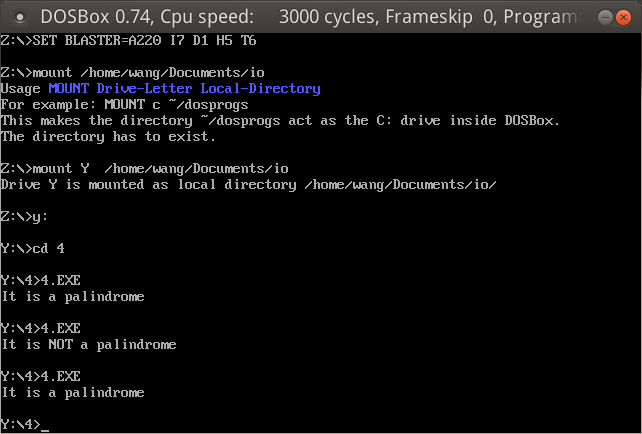 DOSBox 0.74, Cpu speed: 3000 cycles, Frameskip 0, Program
Z:\>SET BLASTER=A220 I7 D1 H5 T6
Z:\>mount /home/wang/Documents/io
Usage MOUNT Drive-Letter Local-Directory
For example: MOUNT c ~/dosprogs
This makes the directory ~/dosprogs act as the C: drive inside DOSBox.
The directory has to exist.
Z:\>mount Y  /home/wang/Documents/io
Drive Y is mounted as local directory /home/wang/Documents/io/
Z:\>y:
Y:\>cd 4
Y:\4>4.EXE
It is a palindrome
Y:\4>4.EXE
It is NOT a palindrome
Y:\4>4.EXE
It is a palindrome
Y:\4>_